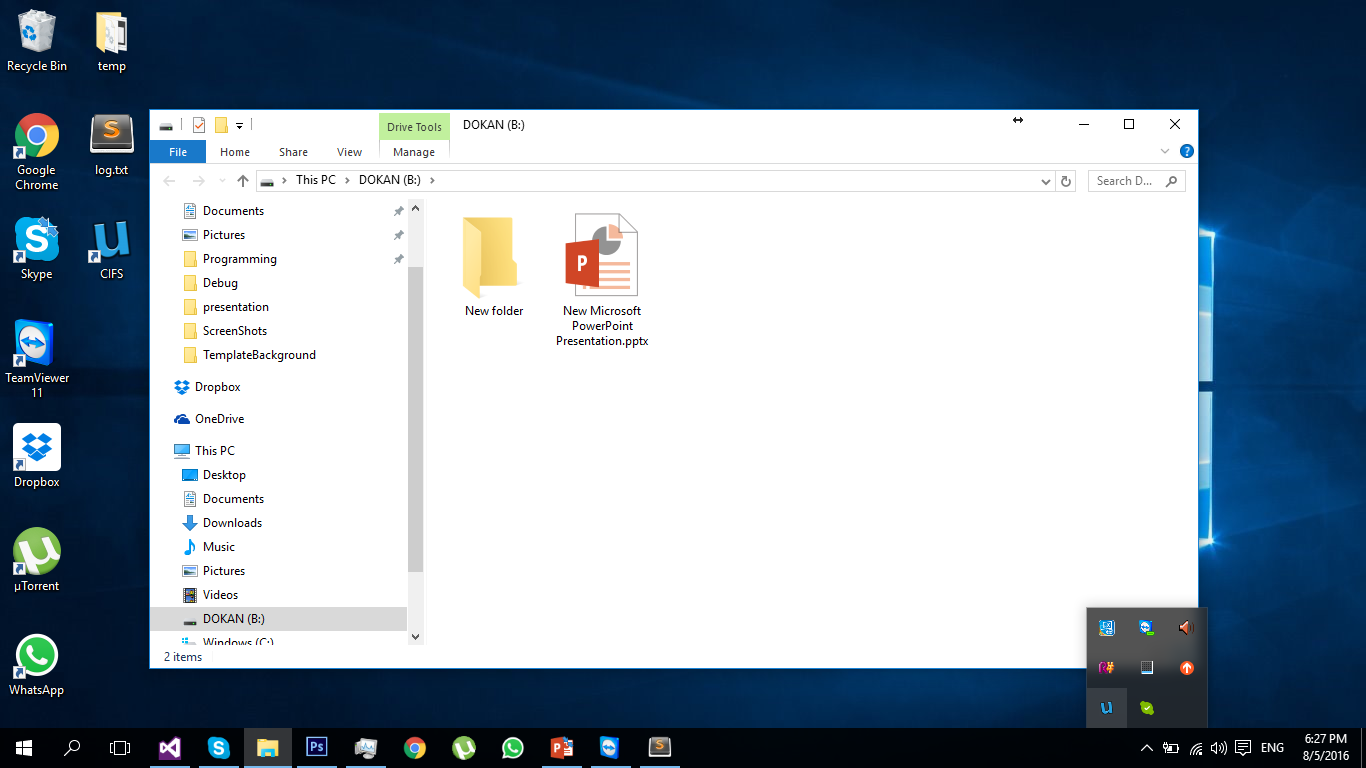 Recycle Bin
temp
Google
Chrome
log.txt
Skype
CIFS
TeamViewer
11
Dropbox
µTorrent
WhatsApp
Drive Tools
DOKAN (B:)
File
Home
Share
View
Manage
This PC
DOKAN (B:)
Search D...
Documents
Pictures
Programming
Debug
presentation
ScreenShots
TemplateBackground
Dropbox
OneDrive
This PC
Desktop
Documents
Downloads
Music
Pictures
Videos
DOKAN (B:)
Windows (C:)
New folder
New Microsoft
PowerPoint
Presentation.pptx
2 items
ENG
6:27 PM
8/5/2016